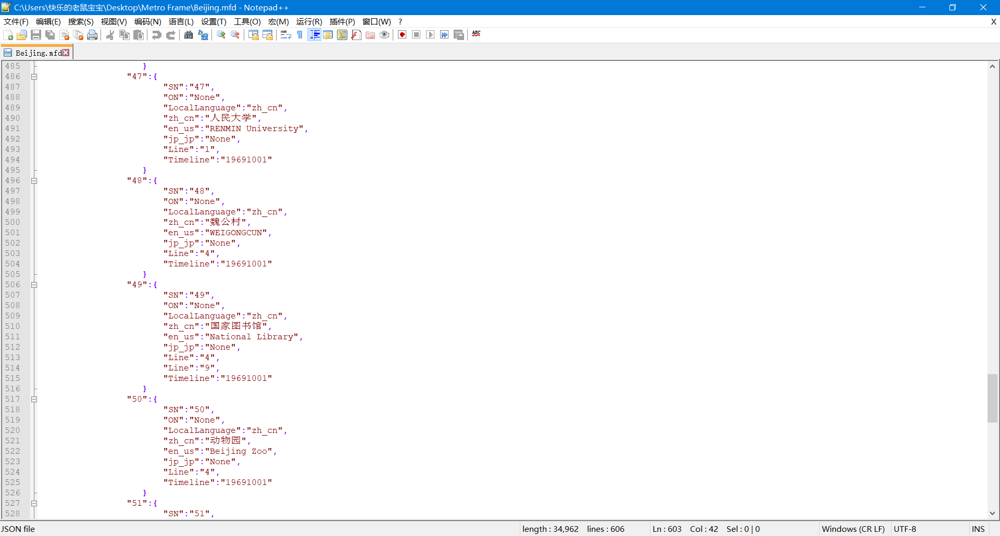 C:\Users\快乐的老鼠宝宝\Desktop\Metro Frame\Beijing.mfd - Notepad++
文件(F) 编辑(E) 搜索(S) 视图(V) 编码(N) 语言(L) 设置(T) 工具(O) 宏(M) 运行(R) 插件(P) 窗口(W) ? X
ABC
Beijing.mfd
485 }
486 "47":{
487 "SN":"47",
488 "ON":"None",
489 "LocalLanguage":"zh_cn",
490 "zh_cn":"人民大学",
491 "en_us":"RENMIN University",
492 "jp_jp":"None",
493 "Line":"1",
494 "Timeline":"19691001"
495 }
496 "48":{
497 "SN":"48",
498 "ON":"None",
499 "LocalLanguage":"zh_cn",
500 "zh_cn":"魏公村",
501 "en_us":"WEIGONGCUN",
502 "jp_jp":"None",
503 "Line":"4",
504 "Timeline":"19691001"
505 }
506 "49":{
507 "SN":"49",
508 "ON":"None",
509 "LocalLanguage":"zh_cn",
510 "zh_cn":"国家图书馆",
511 "en_us":"National Library",
512 "jp_jp":"None",
513 "Line":"4",
514 "Line":"9",
515 "Timeline":"19691001"
516 }
517 "50":{
518 "SN":"50",
519 "ON":"None",
520 "LocalLanguage":"zh_cn",
521 "zh_cn":"动物园",
522 "en_us":"Beijing Zoo",
523 "jp_jp":"None",
524 "Line":"4",
525 "Timeline":"19691001"
526 }
527 "51":{
528 "SN":"51",
JSON file length : 34,962 lines : 606 Ln : 603 Col : 42 Sel : 0 | 0 Windows (CR LF) UTF-8 INS